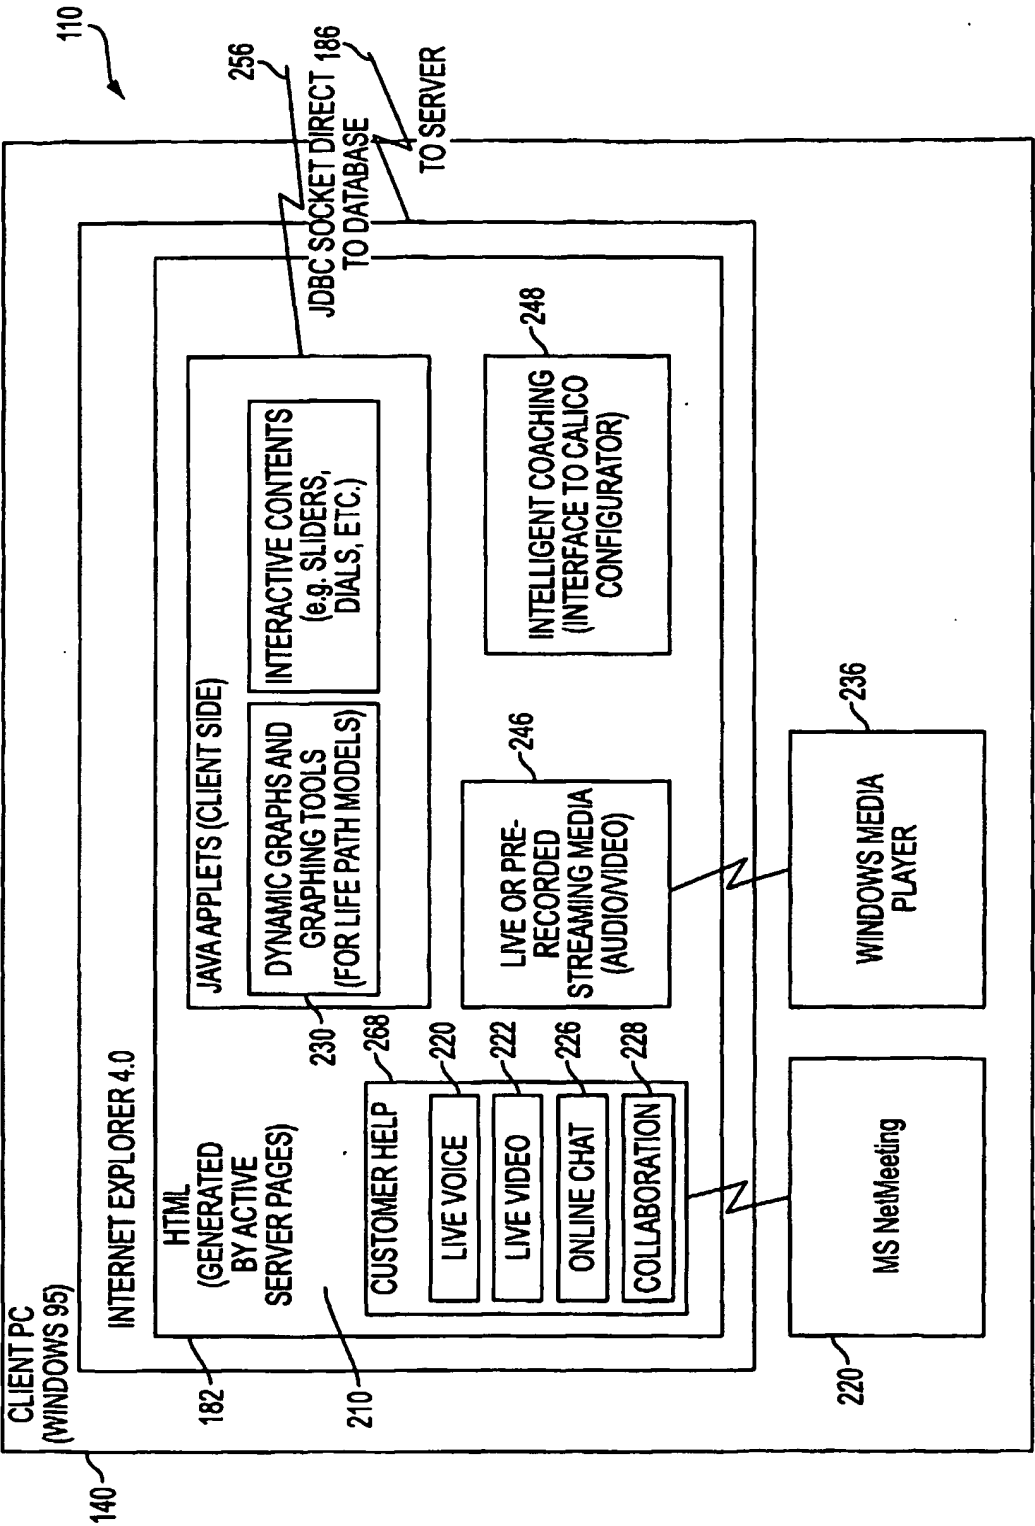 110
CLIENT PC
(WINDOWS 95)
140
INTERNET EXPLORER 4.0
182
HTML
(GENERATED
BY ACTIVE
SERVER PAGES)
210
JAVA APPLETS (CLIENT SIDE)
DYNAMIC GRAPHS AND
GRAPHING TOOLS
(FOR LIFE PATH MODELS)
230
INTERACTIVE CONTENTS
(e.g. SLIDERS,
DIALS, ETC.)
256
JDBC SOCKET DIRECT
TO DATABASE
186
TO SERVER
CUSTOMER HELP
268
LIVE VOICE
220
LIVE VIDEO
222
ONLINE CHAT
226
COLLABORATION
228
LIVE OR PRE-
RECORDED
STREAMING MEDIA
(AUDIO/VIDEO)
246
INTELLIGENT COACHING
(INTERFACE TO CALICO
CONFIGURATOR)
248
MS NetMeeting
220
WINDOWS MEDIA
PLAYER
236